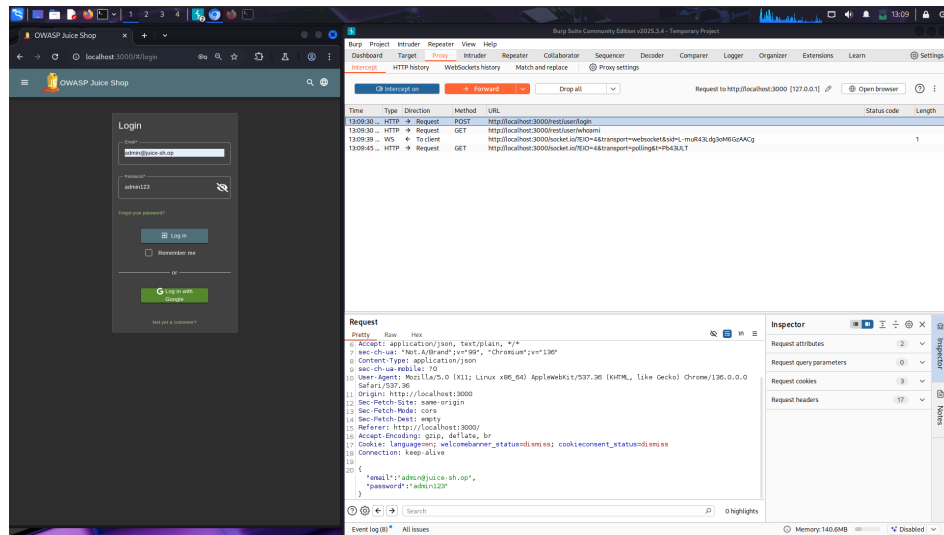 1 2 3 4
13:09
OWASP Juice Shop
localhost:3000/#/login
OWASP Juice Shop
Login
Email*
admin@juice-sh.op
Password*
admin123
Forgot your password?
Log in
Remember me
or
Log in with
Google
Not yet a customer?
Burp Suite Community Edition v2025.3.4 - Temporary Project
Burp Project Intruder Repeater View Help
Dashboard Target Proxy Intruder Repeater Collaborator Sequencer Decoder Comparer Logger Organizer Extensions Learn Settings
Intercept HTTP history WebSockets history Match and replace Proxy settings
Intercept on Forward Drop all Request to http://localhost:3000 [127.0.0.1] Open browser
Time Type Direction Method URL Status code Length
13:09:30 ... HTTP → Request POST http://localhost:3000/rest/user/login
13:09:30 ... HTTP → Request GET http://localhost:3000/rest/user/whoami
13:09:39 ... WS ← To client http://localhost:3000/socket.io/?EIO=4&transport=websocket&sid=L-muR43Ldg3oM6GzAACg 1
13:09:45 ... HTTP → Request GET http://localhost:3000/socket.io/?EIO=4&transport=polling&t=Pb43ULT
Request
Pretty Raw Hex
6 Accept: application/json, text/plain, */*
7 sec-ch-ua: "Not.A/Brand";v="99", "Chromium";v="136"
8 Content-Type: application/json
9 sec-ch-ua-mobile: ?0
10 User-Agent: Mozilla/5.0 (X11; Linux x86_64) AppleWebKit/537.36 (KHTML, like Gecko) Chrome/136.0.0.0
Safari/537.36
11 Origin: http://localhost:3000
12 Sec-Fetch-Site: same-origin
13 Sec-Fetch-Mode: cors
14 Sec-Fetch-Dest: empty
15 Referer: http://localhost:3000/
16 Accept-Encoding: gzip, deflate, br
17 Cookie: language=en; welcomebanner_status=dismiss; cookieconsent_status=dismiss
18 Connection: keep-alive
19
20 {
"email":"admin@juice-sh.op",
"password":"admin123"
}
Search
0 highlights
Inspector
Request attributes 2
Request query parameters 0
Request cookies 3
Request headers 17
Inspector
Notes
Event log (8) All issues
Memory: 140.6MB
Disabled